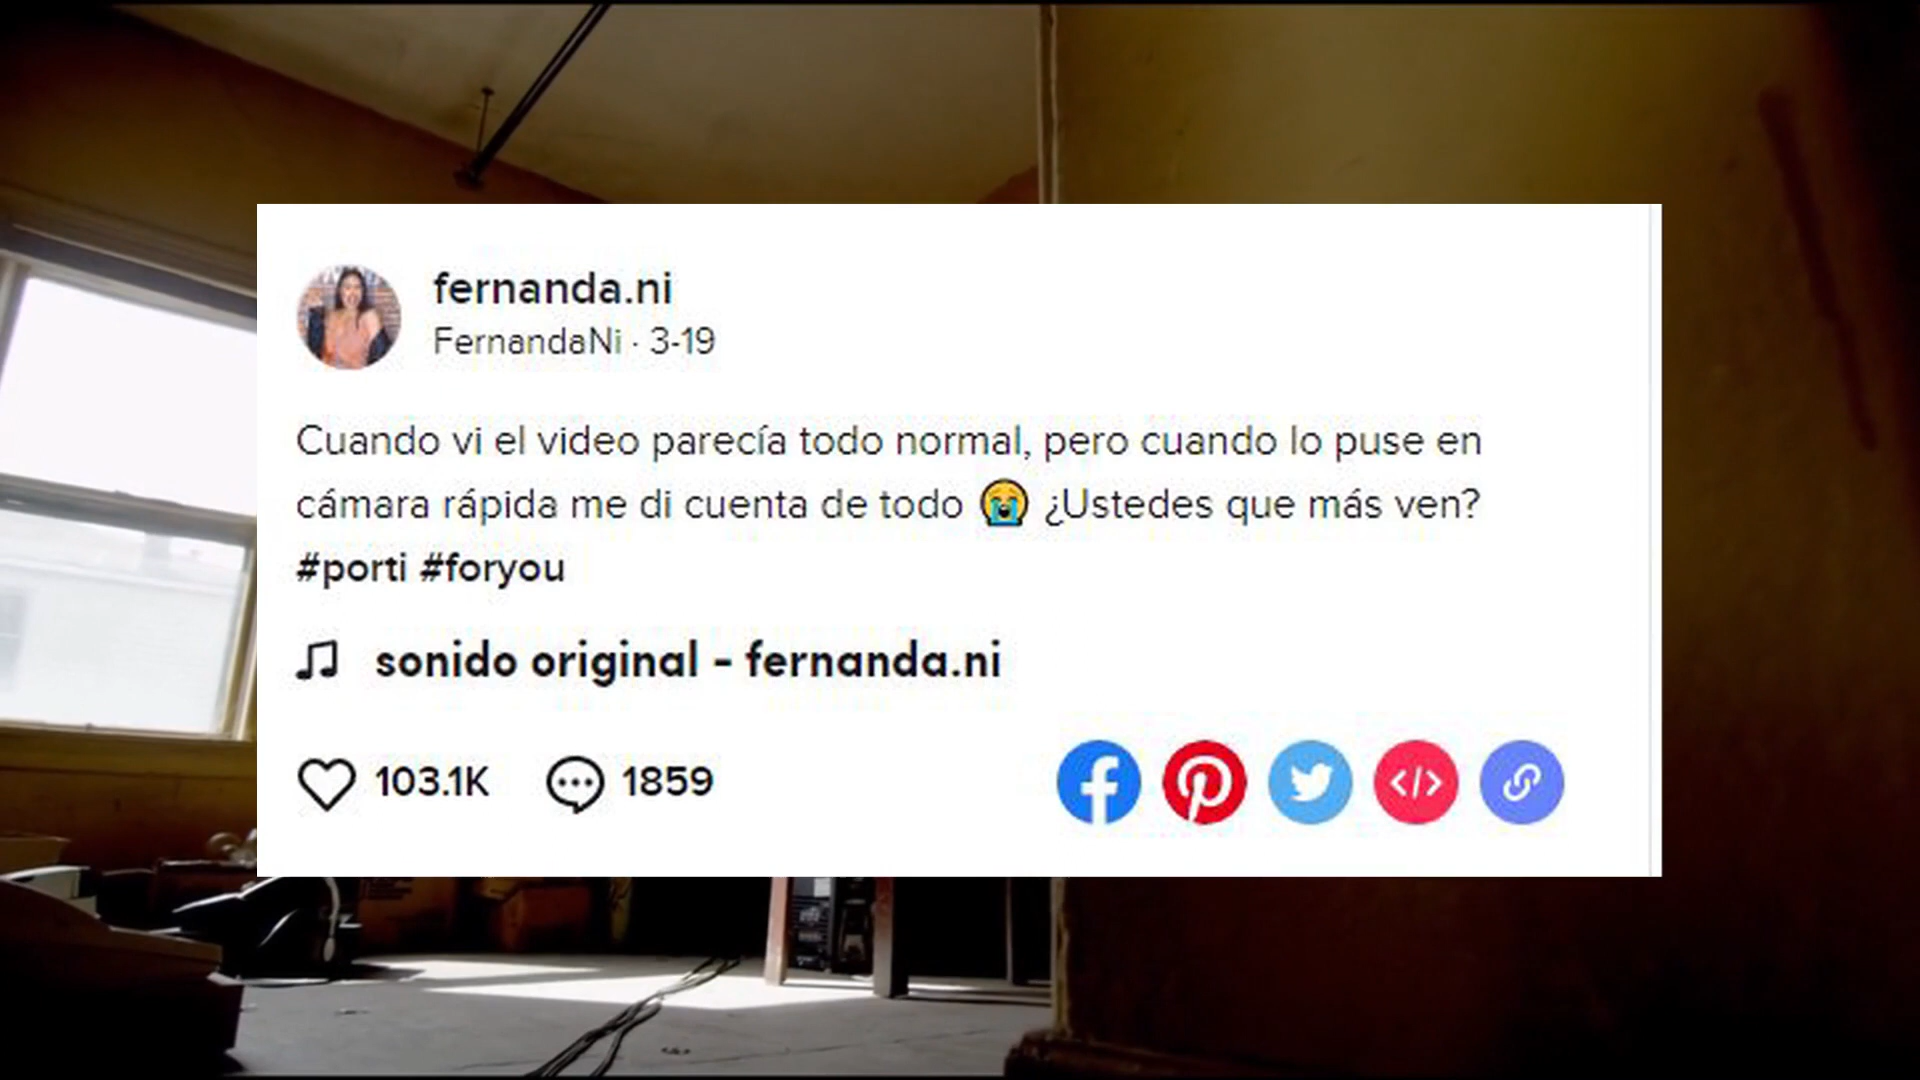 fernanda.ni
FernandaNi · 3-19
Cuando vi el video parecía todo normal, pero cuando lo puse en
cámara rápida me di cuenta de todo 😭 ¿Ustedes que más ven?
#porti #foryou
sonido original - fernanda.ni
103.1K 1859